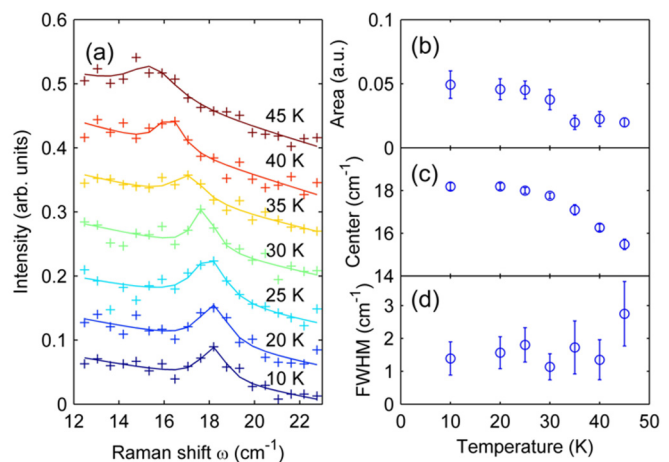 (a)
0.6
0.5
0.4
0.3
0.2
0.1
0
Intensity (arb. units)
45 K
40 K
35 K
30 K
25 K
20 K
10 K
12 14 16 18 20 22
Raman shift ω (cm⁻¹)
(b)
0.1
0.05
0
Area (a.u.)
(c)
18
16
14
Center (cm⁻¹)
(d)
3
2
1
0
FWHM (cm⁻¹)
0 10 20 30 40 50
Temperature (K)